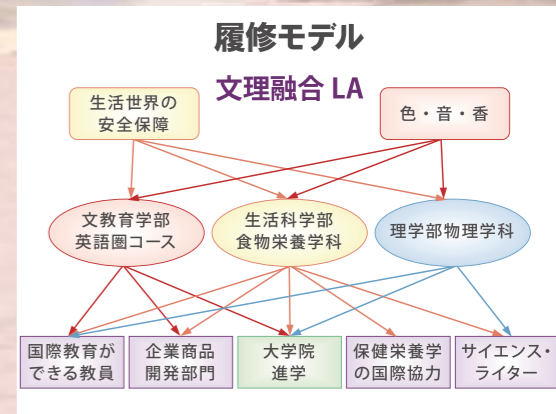 履修モデル
文理融合 LA
生活世界の
安全保障
色・音・香
文教育学部
英語圏コース
生活科学部
食物栄養学科
理学部物理学科
国際教育が
できる教員
企業商品
開発部門
大学院
進学
保健栄養学
の国際協力
サイエンス・
ライター